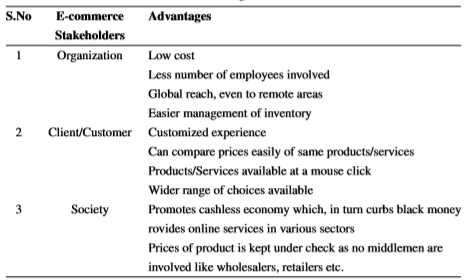 S.No E-commerce Stakeholders Advantages
1 Organization Low cost
Less number of employees involved
Global reach, even to remote areas
Easier management of inventory
2 Client/Customer Customized experience
Can compare prices easily of same products/services
Products/Services available at a mouse click
Wider range of choices available
3 Society Promotes cashless economy which, in turn curbs black money
rovides online services in various sectors
Prices of product is kept under check as no middlemen are
involved like wholesalers, retailers etc.